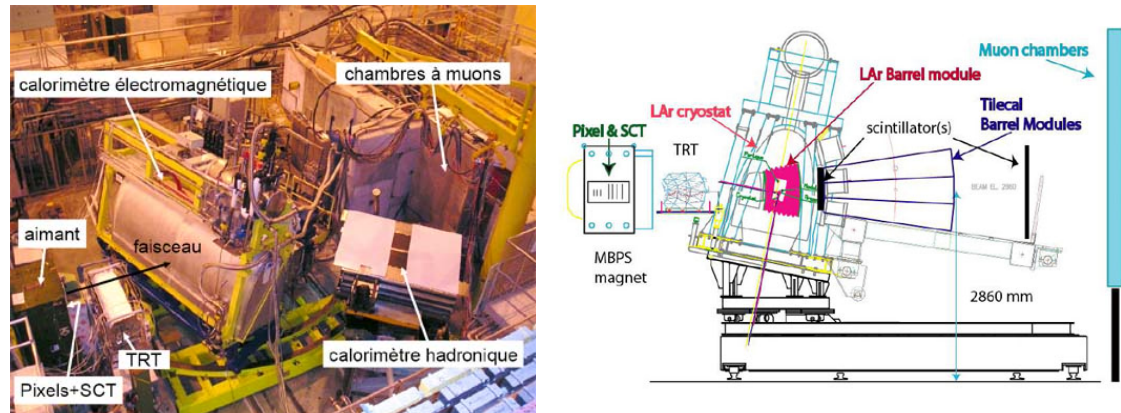 calorimètre électromagnétique
chambres à muons
aimant
faisceau
TRT
Pixels+SCT
calorimètre hadronique
Muon chambers
LAr Barrel module
LAr cryostat
Tilecal
Barrel Modules
Pixel & SCT
TRT
scintillator(s)
MBPS
magnet
2860 mm